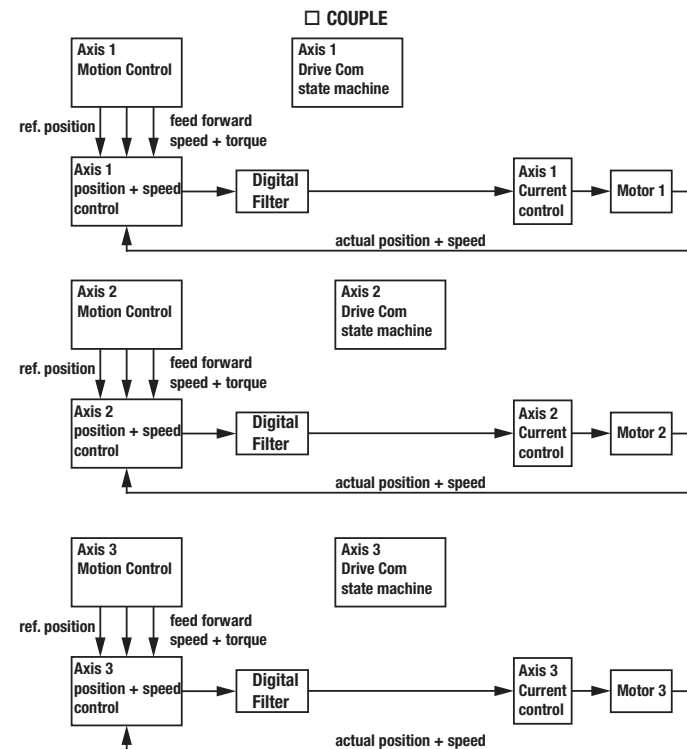 ☐ COUPLE
Axis 1
Motion Control
Axis 1
Drive Com
state machine
ref. position
feed forward
speed + torque
Axis 1
position + speed
control
Digital
Filter
Axis 1
Current
control
Motor 1
actual position + speed
Axis 2
Motion Control
Axis 2
Drive Com
state machine
ref. position
feed forward
speed + torque
Axis 2
position + speed
control
Digital
Filter
Axis 2
Current
control
Motor 2
actual position + speed
Axis 3
Motion Control
Axis 3
Drive Com
state machine
ref. position
feed forward
speed + torque
Axis 3
position + speed
control
Digital
Filter
Axis 3
Current
control
Motor 3
actual position + speed